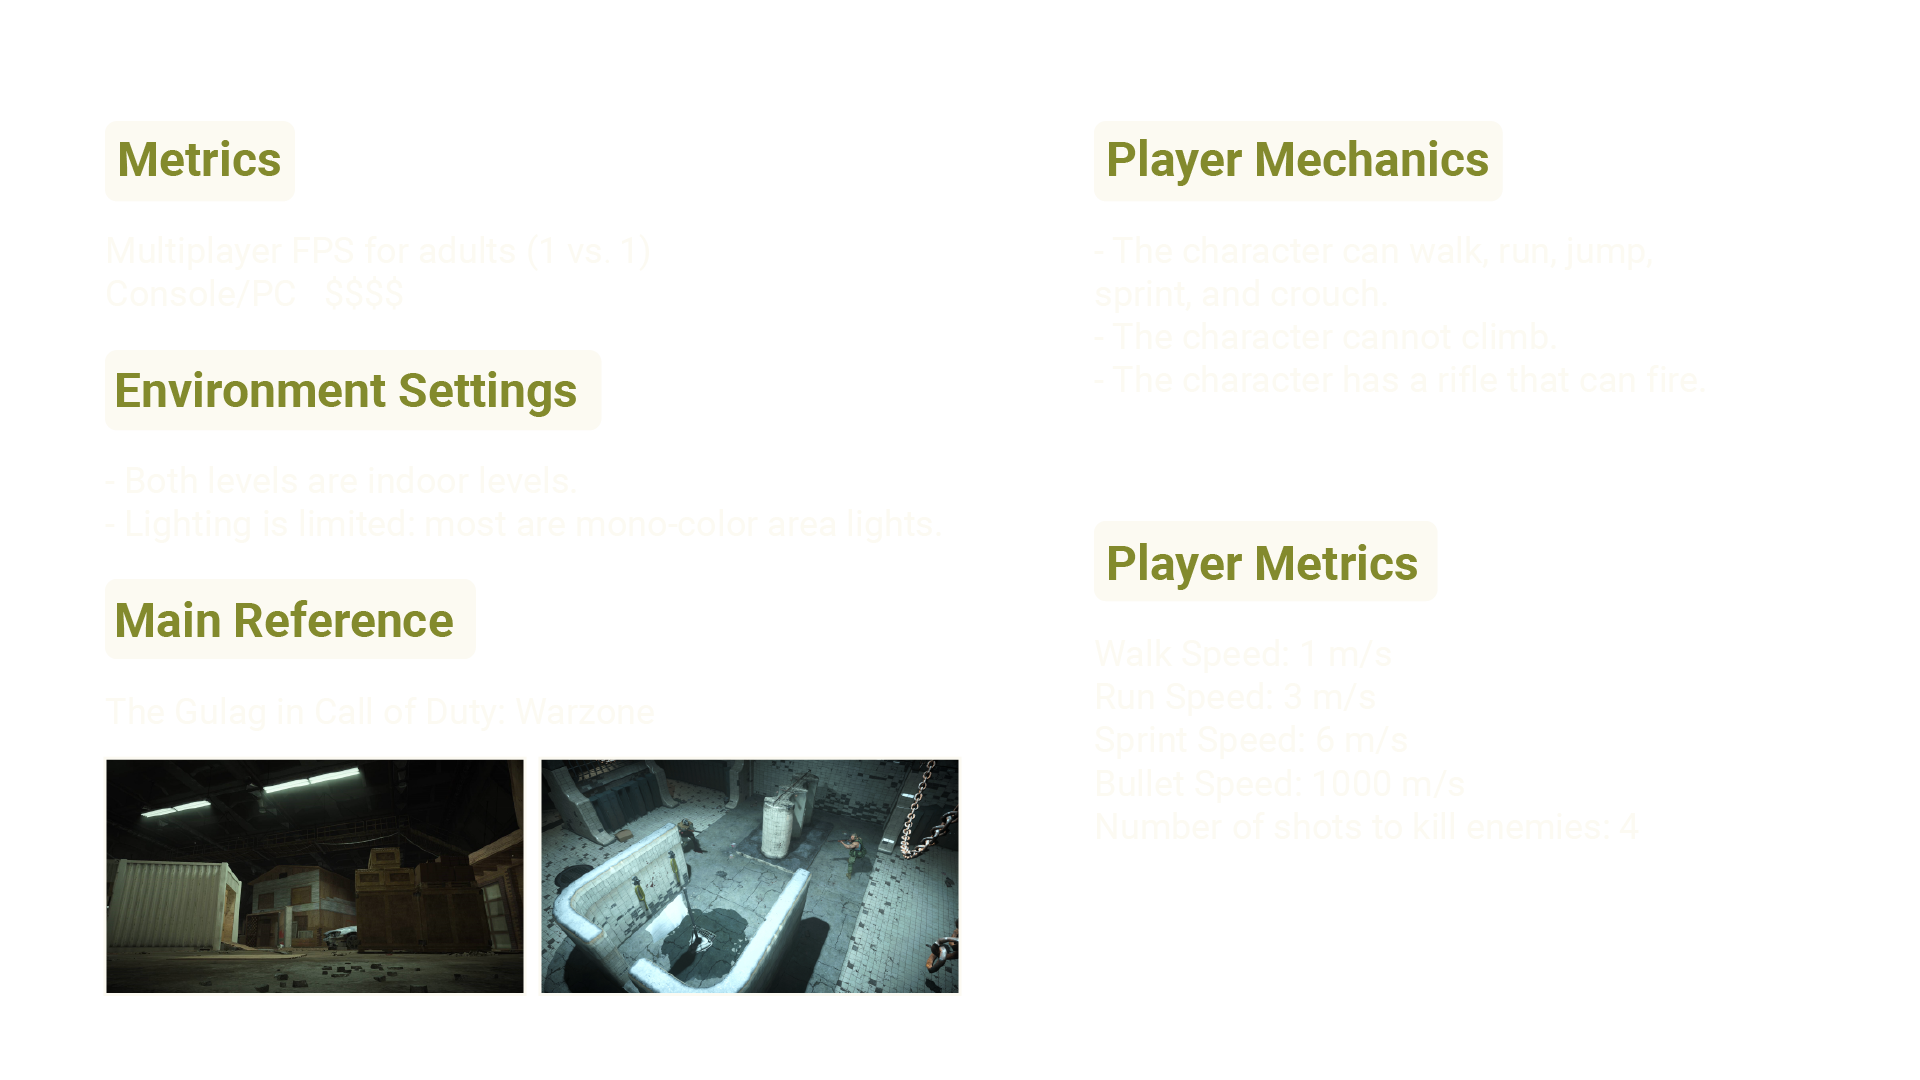 Metrics
Multiplayer FPS for adults (1 vs. 1)
Console/PC $$$$
Environment Settings
- Both levels are indoor levels.
- Lighting is limited: most are mono-color area lights.
Main Reference
The Gulag in Call of Duty: Warzone
Player Mechanics
- The character can walk, run, jump,
sprint, and crouch.
- The character cannot climb.
- The character has a rifle that can fire.
Player Metrics
Walk Speed: 1 m/s
Run Speed: 3 m/s
Sprint Speed: 6 m/s
Bullet Speed: 1000 m/s
Number of shots to kill enemies: 4